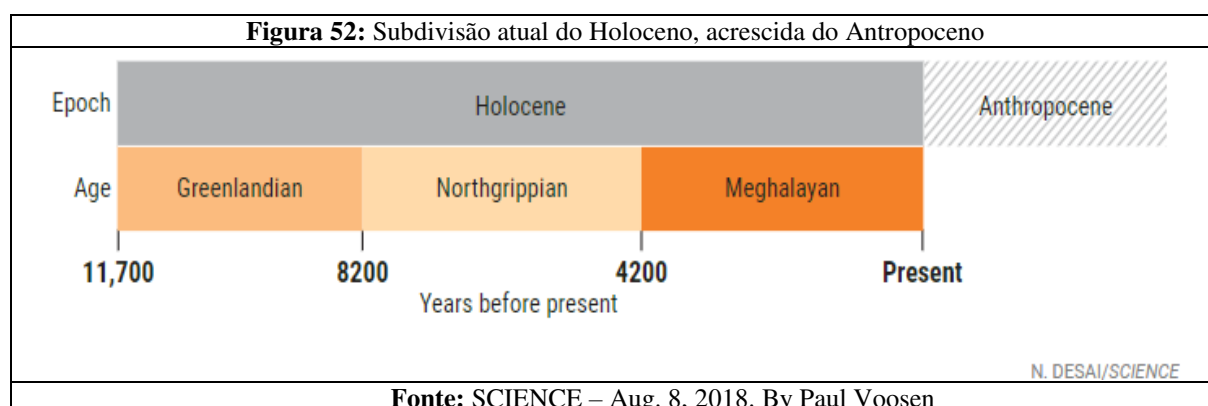 Figura 52: Subdivisão atual do Holoceno, acrescida do Antropoceno
Epoch Holocene Anthropocene
Age Greenlandian Northgrippian Meghalayan
11,700 8200 4200 Present
Years before present
N. DESAI/SCIENCE
Fonte: SCIENCE – Aug. 8, 2018. By Paul Voosen